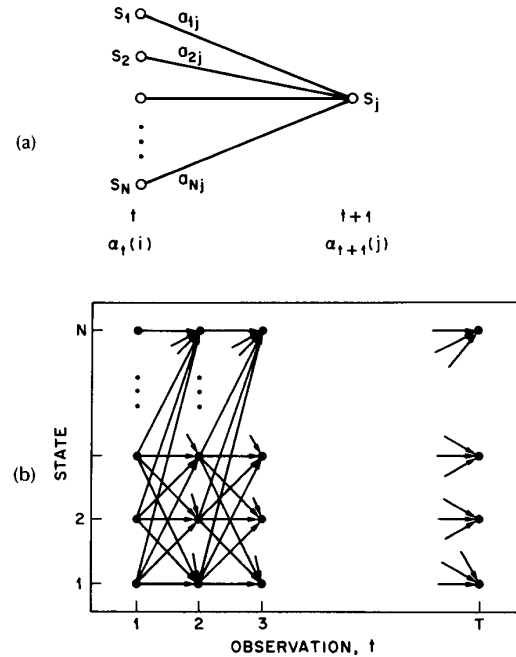 S1
a1j
S2
a2j
Sj
(a)
SN
aNj
t
t+1
αt(i)
αt+1(j)
N
(b)
STATE
2
1
1
2
3
T
OBSERVATION, t